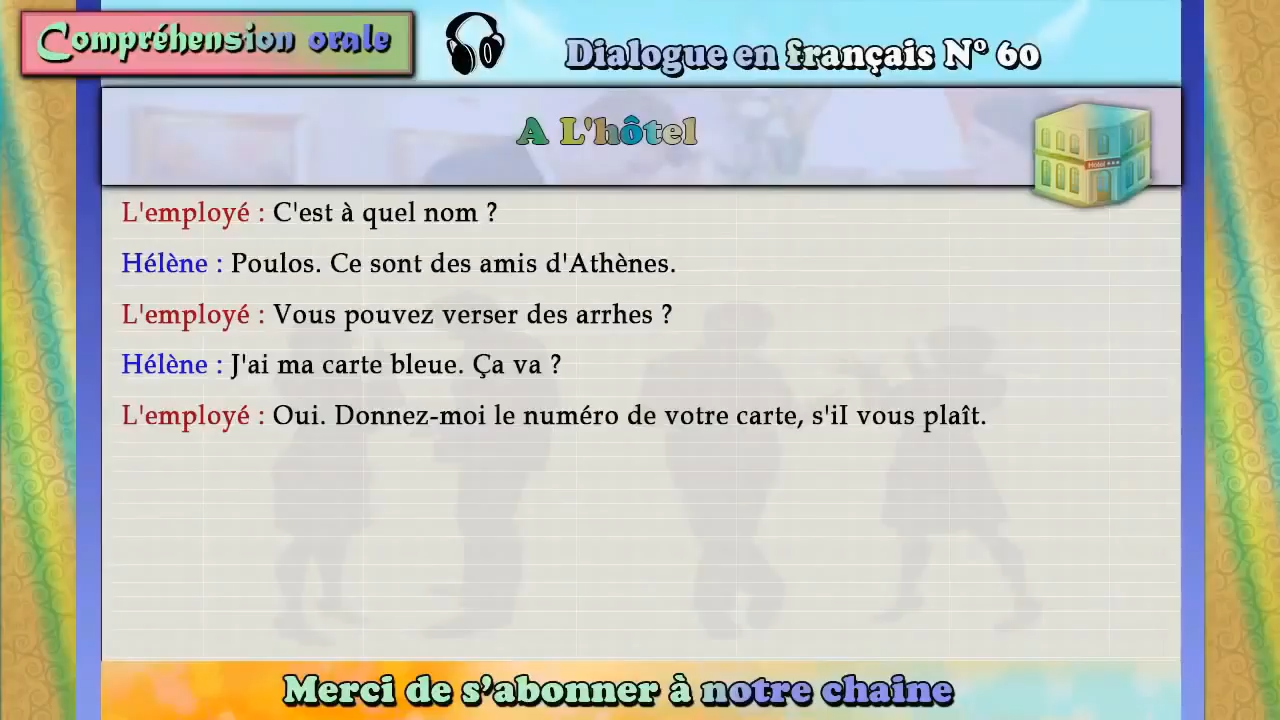 Compréhension orale
Dialogue en français N° 60
A L'hôtel
Hotel ***
L'employé : C'est à quel nom ?
Hélène : Poulos. Ce sont des amis d'Athènes.
L'employé : Vous pouvez verser des arrhes ?
Hélène : J'ai ma carte bleue. Ça va ?
L'employé : Oui. Donnez-moi le numéro de votre carte, s'iI vous plaît.
Merci de s'abonner à notre chaine